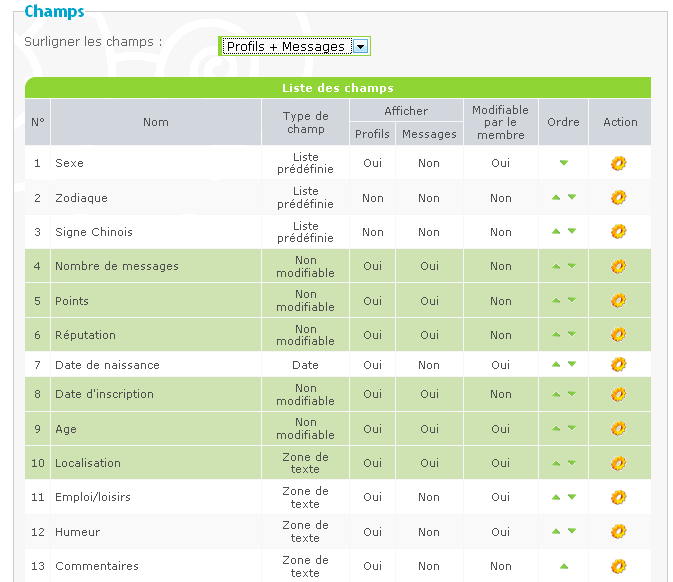 Champs
Surligner les champs :
Profils + Messages
Liste des champs
N° Nom Type de champ Afficher Profils Messages Modifiable par le membre Ordre Action
1 Sexe Liste prédéfinie Oui Non Oui
2 Zodiaque Liste prédéfinie Non Non Non
3 Signe Chinois Liste prédéfinie Non Non Non
4 Nombre de messages Non modifiable Oui Oui Non
5 Points Non modifiable Oui Oui Non
6 Réputation Non modifiable Oui Oui Non
7 Date de naissance Date Oui Non Oui
8 Date d'inscription Non modifiable Oui Oui Non
9 Age Non modifiable Oui Oui Non
10 Localisation Zone de texte Oui Oui Oui
11 Emploi/loisirs Zone de texte Oui Non Oui
12 Humeur Zone de texte Oui Non Oui
13 Commentaires Zone de texte Oui Non Non